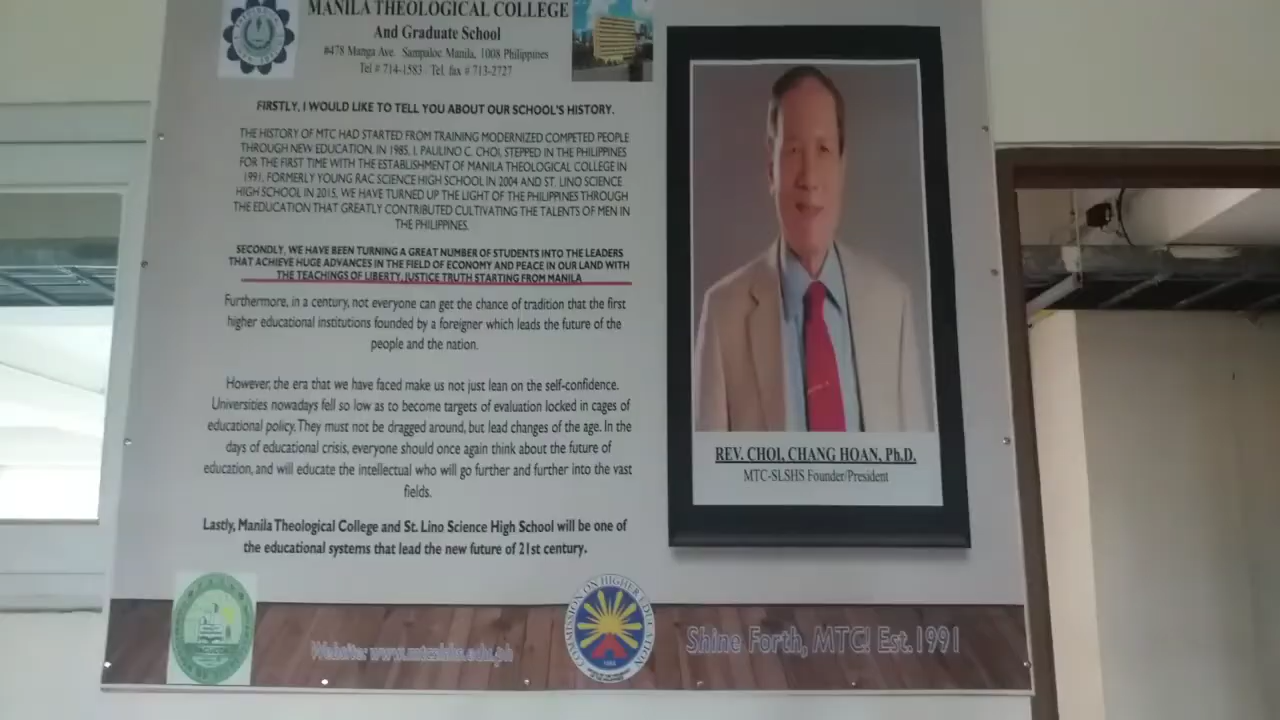 MANILA THEOLOGICAL COLLEGE
And Graduate School
#478 Manga Ave. Sampaloc Manila, 1008 Philippines
Tel # 714-1583 Tel. fax # 713-2727
FIRSTLY, I WOULD LIKE TO TELL YOU ABOUT OUR SCHOOL'S HISTORY.
THE HISTORY OF MTC HAD STARTED FROM TRAINING MODERNIZED COMPETED PEOPLE
THROUGH NEW EDUCATION. IN 1985, I, PAULINO C. CHOI, STEPPED IN THE PHILIPPINES
FOR THE FIRST TIME WITH THE ESTABLISHMENT OF MANILA THEOLOGICAL COLLEGE IN
1991. FORMERLY YOUNG RAC SCIENCE HIGH SCHOOL IN 2004 AND ST. LINO SCIENCE
HIGH SCHOOL IN 2015, WE HAVE TURNED UP THE LIGHT OF THE PHILIPPINES THROUGH
THE EDUCATION THAT GREATLY CONTRIBUTED CULTIVATING THE TALENTS OF MEN IN
THE PHILIPPINES.
SECONDLY, WE HAVE BEEN TURNING A GREAT NUMBER OF STUDENTS INTO THE LEADERS
THAT ACHIEVE HUGE ADVANCES IN THE FIELD OF ECONOMY AND PEACE IN OUR LAND WITH
THE TEACHINGS OF LIBERTY, JUSTICE TRUTH STARTING FROM MANILA
Furthermore, in a century, not everyone can get the chance of tradition that the first
higher educational institutions founded by a foreigner which leads the future of the
people and the nation.
However, the era that we have faced make us not just lean on the self-confidence.
Universities nowadays fell so low as to become targets of evaluation locked in cages of
educational policy. They must not be dragged around, but lead changes of the age. In the
days of educational crisis, everyone should once again think about the future of
education, and will educate the intellectual who will go further and further into the vast
fields.
Lastly, Manila Theological College and St. Lino Science High School will be one of
the educational systems that lead the new future of 21st century.
REV. CHOI, CHANG HOAN, Ph.D.
MTC-SLSHS Founder/President
Website: www.mtcslshs.edu.ph
COMMISSION ON HIGHER EDUCATION
Shine Forth, MTC! Est.1991